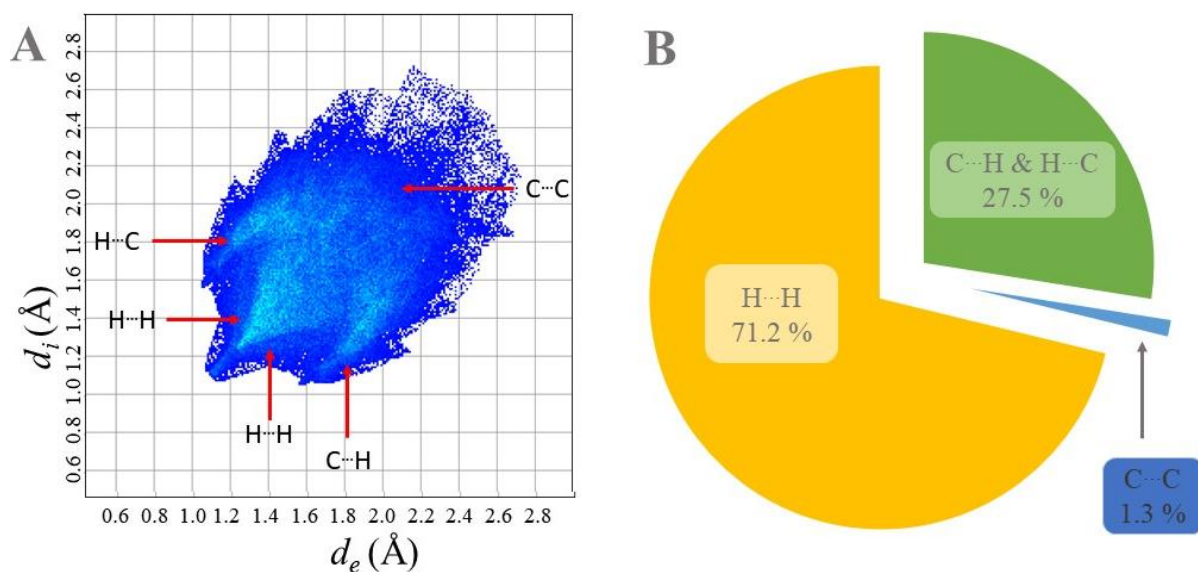 A
2.8
2.6
2.4
2.2
2.0
1.8
1.6
1.4
1.2
1.0
0.8
0.6
d_i (Å)
C···C
H···C
H···H
H···H
C···H
0.6 0.8 1.0 1.2 1.4 1.6 1.8 2.0 2.2 2.4 2.6 2.8
d_e (Å)
B
C···H & H···C
27.5 %
H···H
71.2 %
C···C
1.3 %